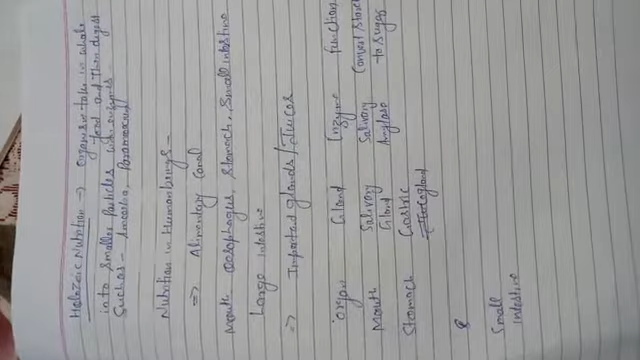 Holozoic Nutrition → organism take in whole
food and then digest
into smaller particles with enzymes
Such as - Amoeba, Paramoecium
Nutrition in Human beings -
⇒ Alimentary Canal
Mouth, Oesophagus, Stomach, Small intestine
Large intestine
⇒ Important glands / Juices
organ Gland Enzyme function
Mouth Salivary Salivary Convert starch
Gland Amylase to sugar
Stomach Gastric
gland
&
Small
intestine